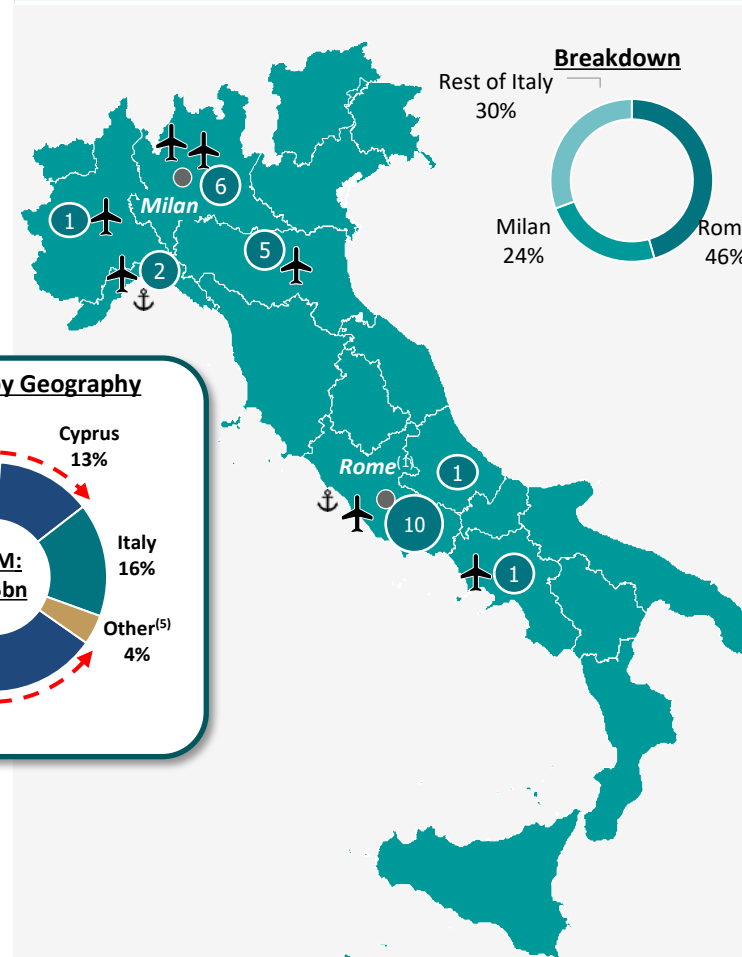 Breakdown
Rest of Italy
30%
6
Milan
1
5
Milan
24%
Rom
46%
2
by Geography
Cyprus
13%
Rome(1)
1
10
Italy
16%
M:
bn
1
Other(5)
4%